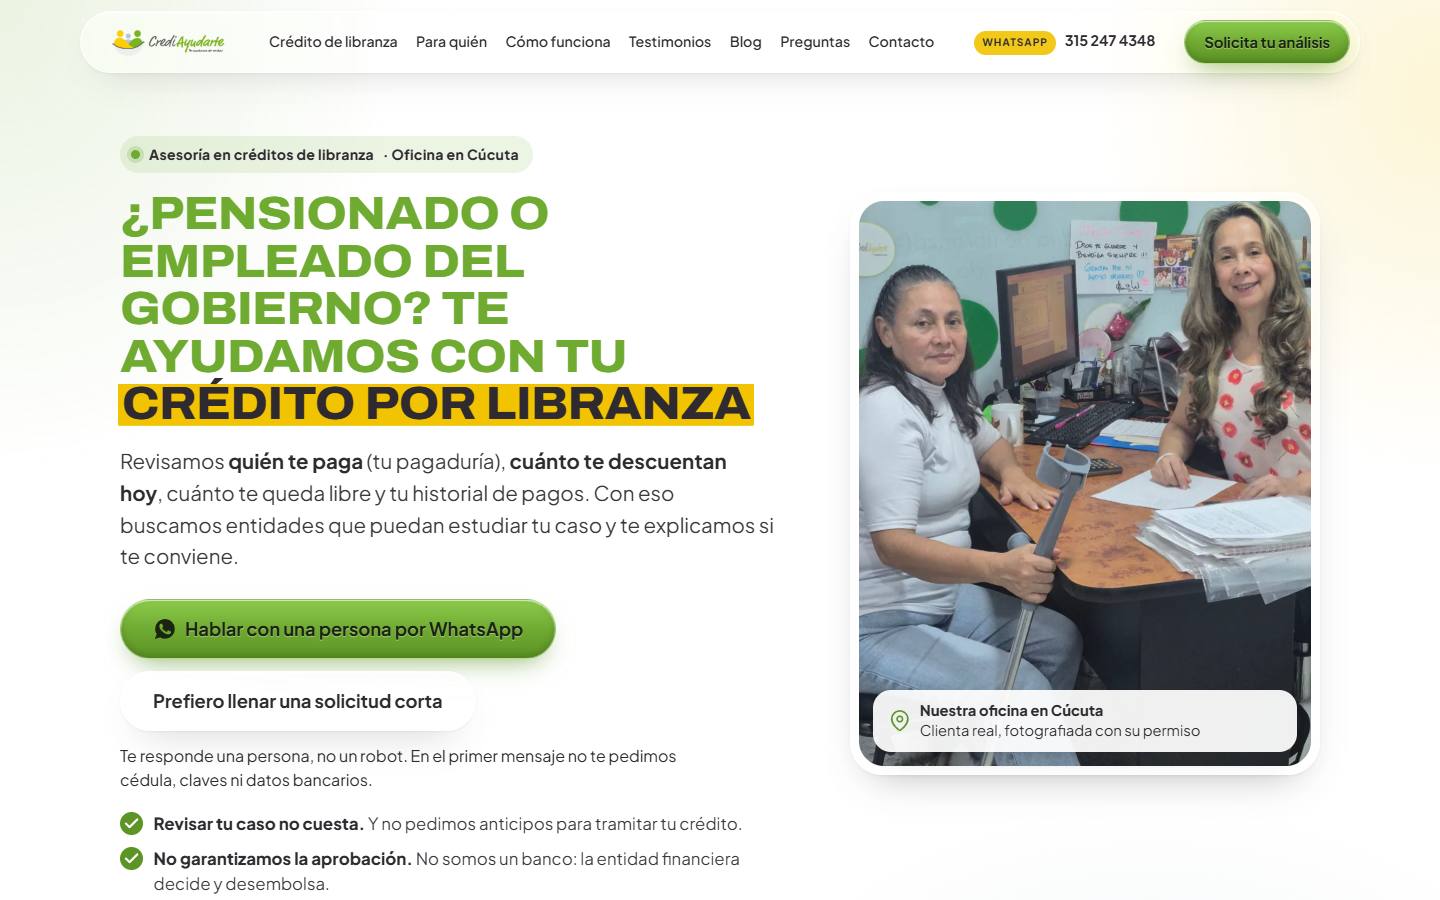 CrediAyudarte
Crédito de libranza
Para quién
Cómo funciona
Testimonios
Blog
Preguntas
Contacto
WHATSAPP
315 247 4348
Solicita tu análisis
Asesoría en créditos de libranza · Oficina en Cúcuta
¿PENSIONADO O
EMPLEADO DEL
GOBIERNO? TE
AYUDAMOS CON TU
CRÉDITO POR LIBRANZA
Revisamos quién te paga (tu pagaduría), cuánto te descuentan
hoy, cuánto te queda libre y tu historial de pagos. Con eso
buscamos entidades que puedan estudiar tu caso y te explicamos si
te conviene.
Hablar con una persona por WhatsApp
Prefiero llenar una solicitud corta
Te responde una persona, no un robot. En el primer mensaje no te pedimos
cédula, claves ni datos bancarios.
Revisar tu caso no cuesta. Y no pedimos anticipos para tramitar tu crédito.
No garantizamos la aprobación. No somos un banco: la entidad financiera
decide y desembolsa.
DIOS TE GUARDE Y
BENDIGA SIEMPRE !!!
Nuestra oficina en Cúcuta
Clienta real, fotografiada con su permiso